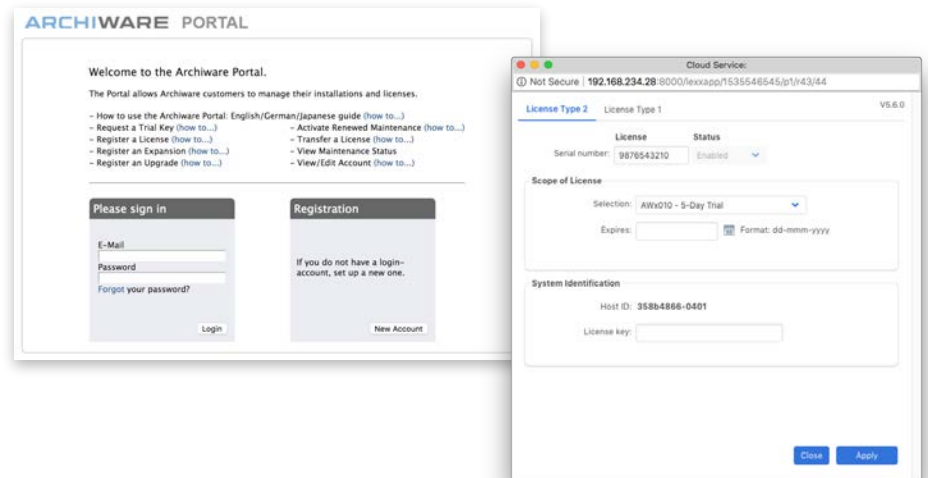 ARCHIWARE PORTAL
Welcome to the Archiware Portal.
The Portal allows Archiware customers to manage their installations and licenses.
– How to use the Archiware Portal: English/German/Japanese guide (how to...)
– Request a Trial Key (how to...)
– Register a License (how to...)
– Register an Expansion (how to...)
– Register an Upgrade (how to...)
– Activate Renewed Maintenance (how to...)
– Transfer a License (how to...)
– View Maintenance Status
– View/Edit Account (how to...)
Please sign in
E-Mail
Password
Forgot your password?
Login
Registration
If you do not have a login-
account, set up a new one.
New Account
Cloud Service:
Not Secure | 192.168.234.28:8000/lexxapp/1535546545/p1/r43/44
License Type 2 License Type 1 V5.6.0
License Status
Serial number: 9876543210 Enabled
Scope of License
Selection: AWx010 - 5-Day Trial
Expires: Format: dd-mmm-yyyy
System Identification
Host ID: 358b4866-0401
License key:
Close Apply